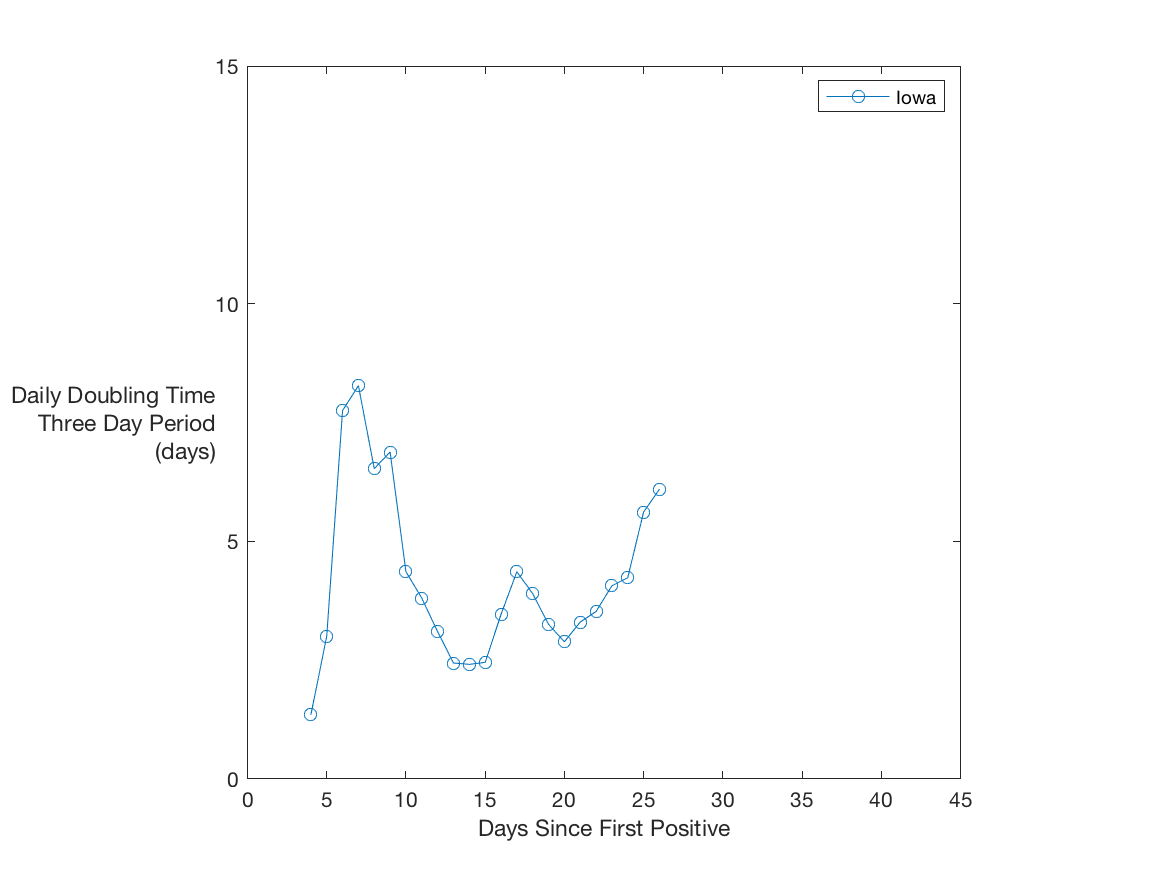 15
10
5
0
Daily Doubling Time
Three Day Period
(days)
Iowa
0 5 10 15 20 25 30 35 40 45
Days Since First Positive